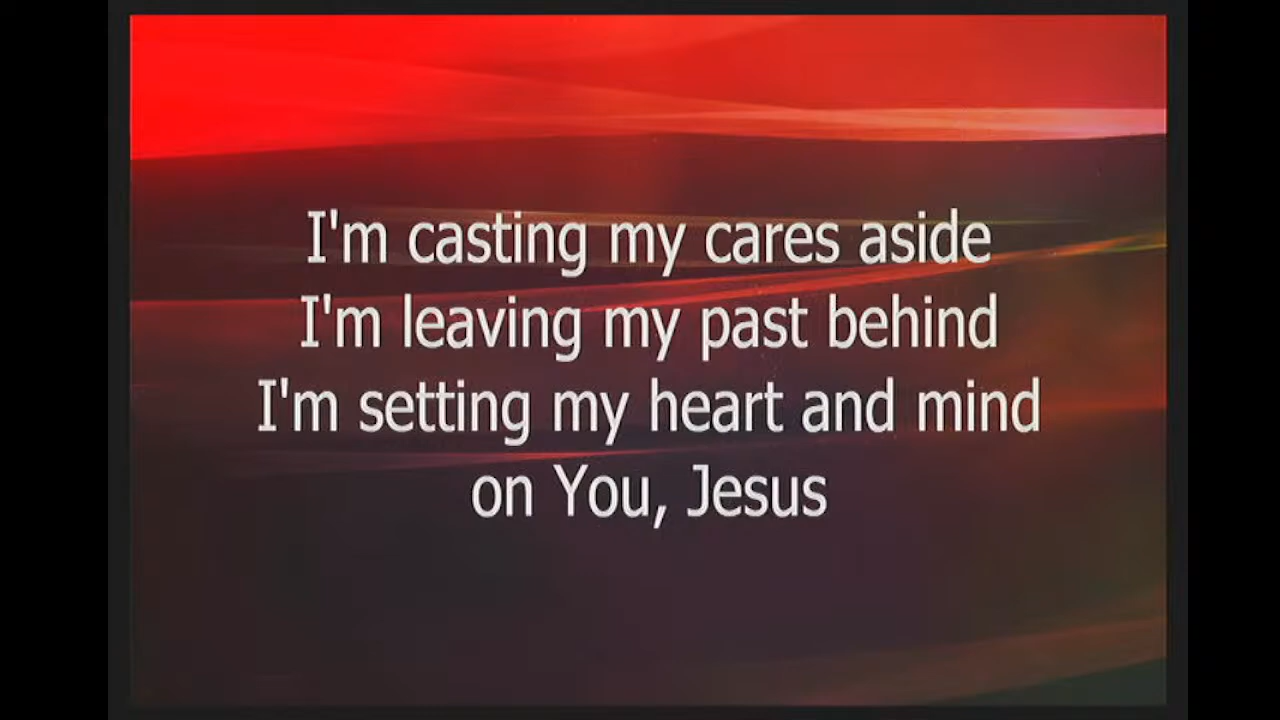 I'm casting my cares aside
I'm leaving my past behind
I'm setting my heart and mind
on You, Jesus